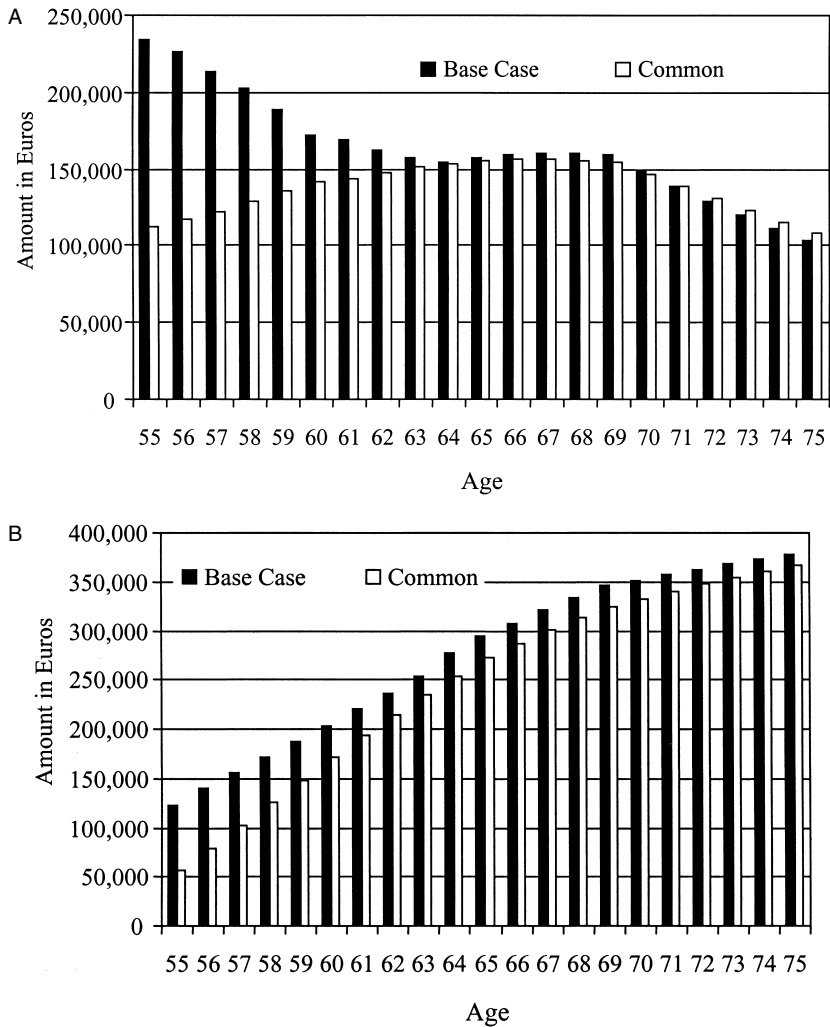 A
250,000
Base Case Common
200,000
150,000
100,000
50,000
0
Amount in Euros
55 56 57 58 59 60 61 62 63 64 65 66 67 68 69 70 71 72 73 74 75
Age
B
400,000
Base Case Common
350,000
300,000
250,000
200,000
150,000
100,000
50,000
0
Amount in Euros
55 56 57 58 59 60 61 62 63 64 65 66 67 68 69 70 71 72 73 74 75
Age